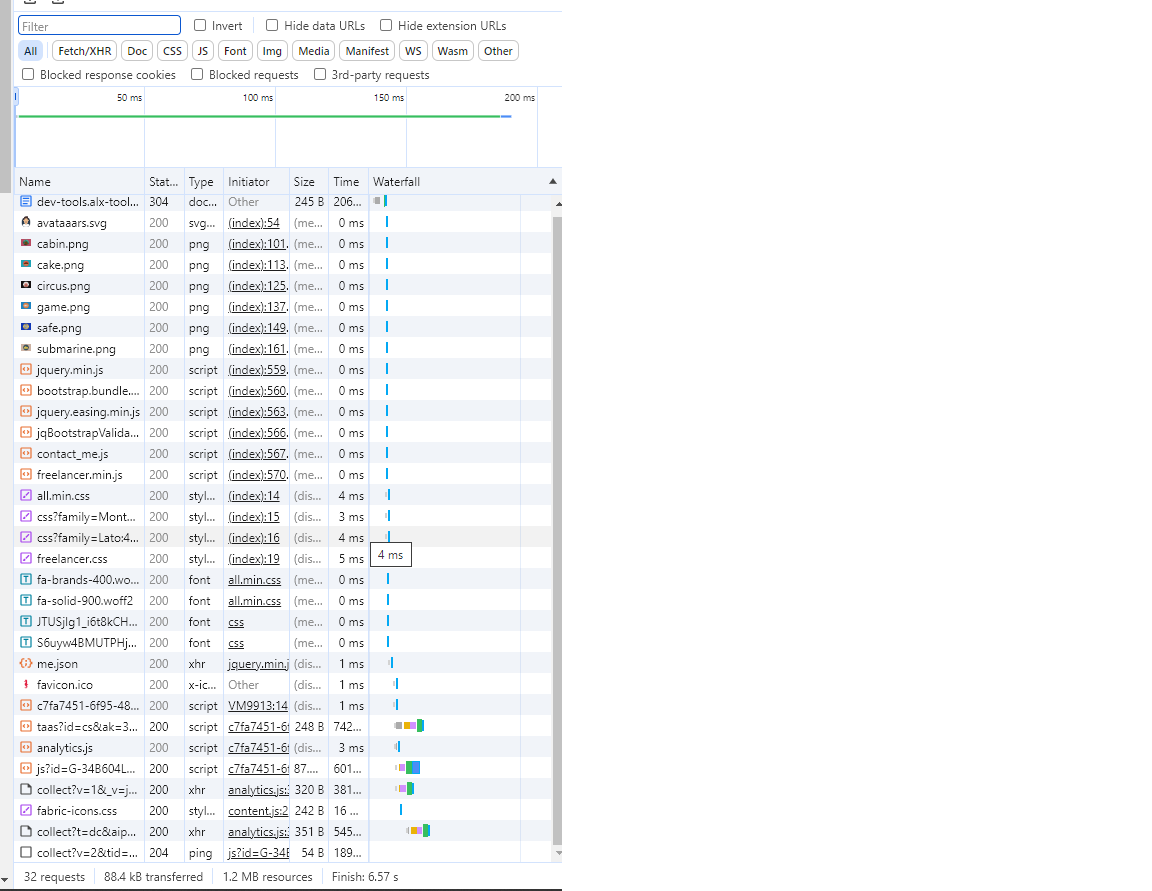 Filter Invert Hide data URLs Hide extension URLs
All Fetch/XHR Doc CSS JS Font Img Media Manifest WS Wasm Other
Blocked response cookies Blocked requests 3rd-party requests
50 ms 100 ms 150 ms 200 ms
Name Stat... Type Initiator Size Time Waterfall
dev-tools.alx-tool... 304 doc... Other 245 B 206...
avataaars.svg 200 svg... (index):54 (me... 0 ms
cabin.png 200 png (index):101. (me... 0 ms
cake.png 200 png (index):113. (me... 0 ms
circus.png 200 png (index):125. (me... 0 ms
game.png 200 png (index):137. (me... 0 ms
safe.png 200 png (index):149. (me... 0 ms
submarine.png 200 png (index):161. (me... 0 ms
jquery.min.js 200 script (index):559. (me... 0 ms
bootstrap.bundle.... 200 script (index):560. (me... 0 ms
jquery.easing.min.js 200 script (index):563. (me... 0 ms
jqBootstrapValida... 200 script (index):566. (me... 0 ms
contact_me.js 200 script (index):567. (me... 0 ms
freelancer.min.js 200 script (index):570. (me... 0 ms
all.min.css 200 styl... (index):14 (dis... 4 ms
css?family=Mont... 200 styl... (index):15 (dis... 3 ms
css?family=Lato:4... 200 styl... (index):16 (dis... 4 ms
freelancer.css 200 styl... (index):19 (dis... 5 ms 4 ms
fa-brands-400.wo... 200 font all.min.css (me... 0 ms
fa-solid-900.woff2 200 font all.min.css (me... 0 ms
JTUSjIg1_i6t8kCH... 200 font css (me... 0 ms
S6uyw4BMUTPHj... 200 font css (me... 0 ms
me.json 200 xhr jquery.min.j (dis... 1 ms
favicon.ico 200 x-ic... Other (dis... 1 ms
c7fa7451-6f95-48... 200 script VM9913:14 (dis... 1 ms
taas?id=cs&ak=3... 200 script c7fa7451-6f 248 B 742...
analytics.js 200 script c7fa7451-6f (dis... 3 ms
js?id=G-34B604L... 200 script c7fa7451-6f 87.... 601...
collect?v=1&_v=j... 200 xhr analytics.js:3 320 B 381...
fabric-icons.css 200 styl... content.js:2 242 B 16 ...
collect?t=dc&aip... 200 xhr analytics.js:3 351 B 545...
collect?v=2&tid=... 204 ping js?id=G-34B 54 B 189...
32 requests 88.4 kB transferred 1.2 MB resources Finish: 6.57 s